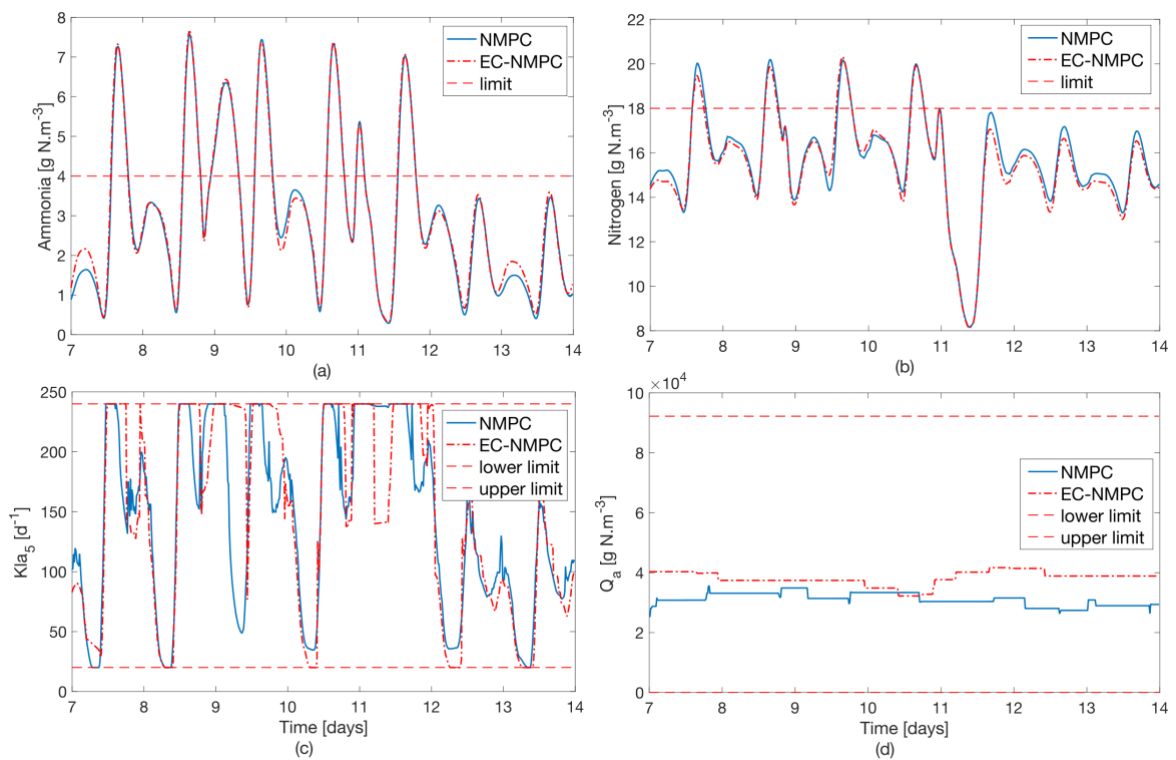 8
7
6
5
4
3
2
1
0
Ammonia [g N.m-3]
NMPC
EC-NMPC
limit
7 8 9 10 11 12 13 14
(a)
22
20
18
16
14
12
10
8
Nitrogen [g N.m-3]
NMPC
EC-NMPC
limit
7 8 9 10 11 12 13 14
(b)
250
200
150
100
50
0
Kla5 [d-1]
NMPC
EC-NMPC
lower limit
upper limit
7 8 9 10 11 12 13 14
Time [days]
(c)
×104
10
8
6
4
2
0
Qa [g N.m-3]
NMPC
EC-NMPC
lower limit
upper limit
7 8 9 10 11 12 13 14
Time [days]
(d)